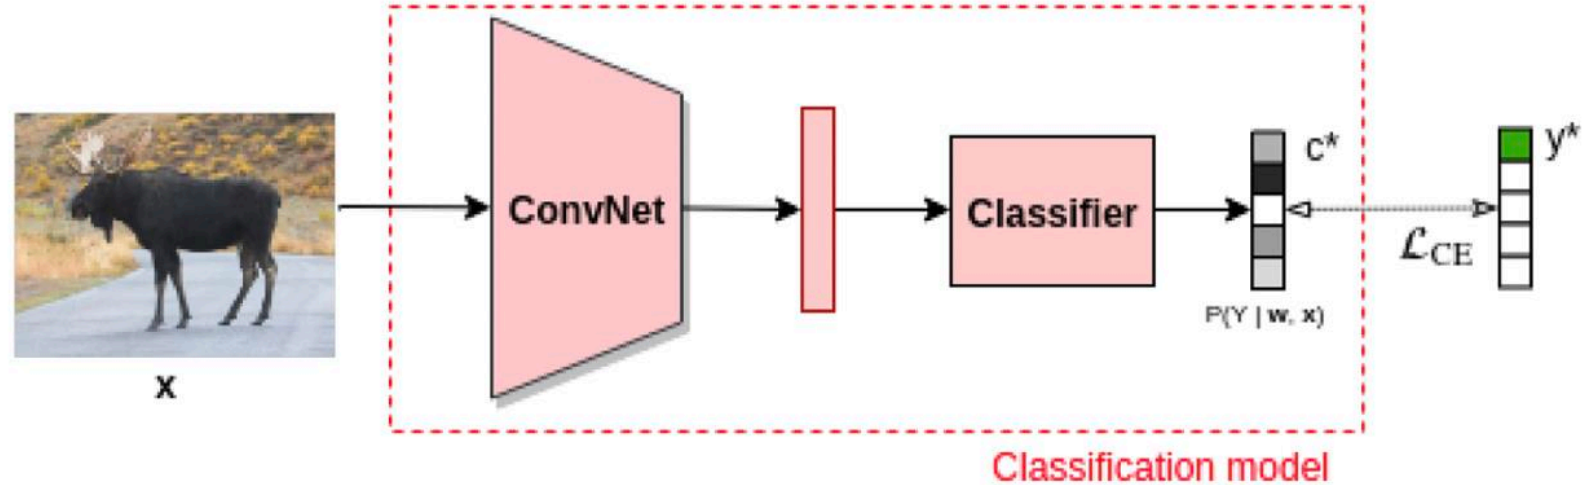 x
ConvNet
Classifier
c*
P(Y | w, x)
ℒCE
y*
Classification model